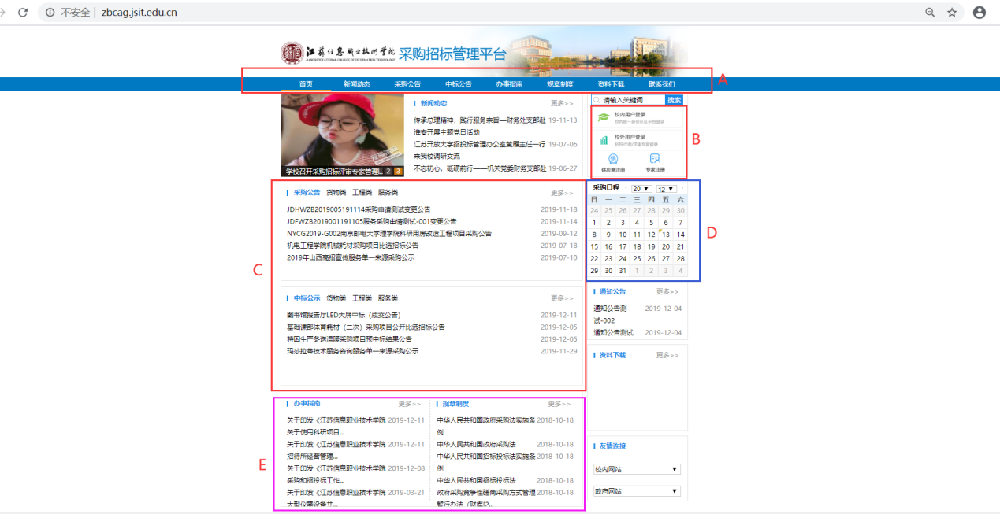 不安全 | zbcag.jsit.edu.cn
江苏信息职业技术学院 采购招标管理平台
首页 新闻动态 采购公告 中标公告 办事指南 规章制度 资料下载 联系我们
A
新闻动态 更多>>
传承总理精神，践行服务宗旨—财务处支部赴 19-11-13
淮安开展主题党日活动
江苏开放大学招投标管理办公室董雁主任一行 19-07-06
来我校调研交流
不忘初心，砥砺前行——机关党委财务支部赴 19-06-27
学校召开采购招标评审专家管理... 2 3
请输入关键词 搜索
校内用户登录
校内统一身份认证平台登录
校外用户登录
招标代理/评审专家登录
供应商注册 专家注册
B
采购公告 货物类 工程类 服务类 更多>>
JDHWZB2019005191114采购申请测试变更公告 2019-11-18
JDFWZB2019001191105服务采购申请测试-001变更公告 2019-11-14
NYCG2019-G002南京邮电大学理学院科研用房改造工程项目采购公告 2019-09-12
机电工程学院机械耗材采购项目比选招标公告 2019-07-18
2019年山西高招宣传服务单一来源采购公示 2019-07-10
C
中标公示 货物类 工程类 服务类 更多>>
图书馆报告厅LED大屏中标（成交公告） 2019-12-11
基础课部体育耗材（二次）采购项目公开比选招标公告 2019-12-05
特困生严冬送温暖采购项目预中标结果公告 2019-12-05
玛莎拉蒂技术服务咨询服务单一来源采购公示 2019-11-29
采购日程 20 ▼ 12 ▼
日 一 二 三 四 五 六
24 25 26 27 28 29 30
1 2 3 4 5 6 7
8 9 10 11 12 13 14
15 16 17 18 19 20 21
22 23 24 25 26 27 28
29 30 31 1 2 3 4
D
通知公告 更多>>
通知公告测 2019-12-04
试-002
通知公告测试 2019-12-04
资料下载 更多>>
友情连接
校内网站 ▼
政府网站 ▼
E
办事指南 更多>>
关于印发《江苏信息职业技术学院 2019-12-11
关于使用科研项目...
关于印发《江苏信息职业技术学院 2019-12-11
招待所经营管理...
关于印发《江苏信息职业技术学院 2019-12-08
采购和招投标工作...
关于印发《江苏信息职业技术学院 2019-03-21
大型仪器设备共...
规章制度 更多>>
中华人民共和国政府采购法实施条 2018-10-18
例
中华人民共和国政府采购法 2018-10-18
中华人民共和国招标投标法实施条 2018-10-18
例
中华人民共和国招标投标法 2018-10-18
政府采购竞争性磋商采购方式管理 2018-10-18
暂行办法（财库[2...